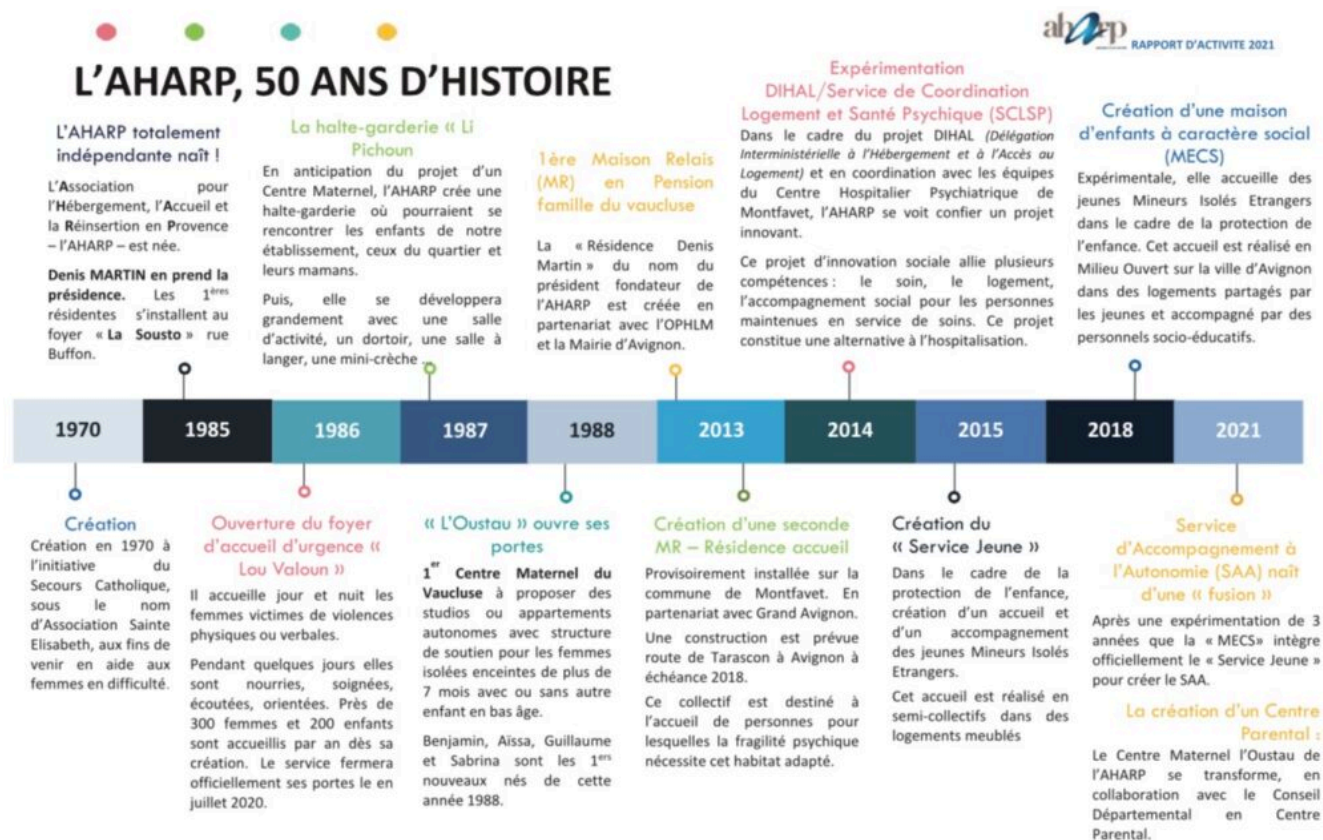 aharp RAPPORT D'ACTIVITE 2021
L'AHARP, 50 ANS D'HISTOIRE
L'AHARP totalement
indépendante naît !
L'Association pour
l'Hébergement, l'Accueil et
la Réinsertion en Provence
– l'AHARP – est née.
Denis MARTIN en prend la
présidence. Les 1ères
résidentes s'installent au
foyer « La Sousto » rue
Buffon.
La halte-garderie « Li
Pichoun
En anticipation du projet d'un
Centre Maternel, l'AHARP crée une
halte-garderie où pourraient se
rencontrer les enfants de notre
établissement, ceux du quartier et
leurs mamans.
Puis, elle se développera
grandement avec une salle
d'activité, un dortoir, une salle à
langer, une mini-crèche ...
1ère Maison Relais
(MR) en Pension
famille du vaucluse
La « Résidence Denis
Martin » du nom du
président fondateur de
l'AHARP est créée en
partenariat avec l'OPHLM
et la Mairie d'Avignon.
Expérimentation
DIHAL/Service de Coordination
Logement et Santé Psychique (SCLSP)
Dans le cadre du projet DIHAL (Délégation
Interministérielle à l'Hébergement et à l'Accès au
Logement) et en coordination avec les équipes
du Centre Hospitalier Psychiatrique de
Montfavet, l'AHARP se voit confier un projet
innovant.
Ce projet d'innovation sociale allie plusieurs
compétences : le soin, le logement,
l'accompagnement social pour les personnes
maintenues en service de soins. Ce projet
constitue une alternative à l'hospitalisation.
Création d'une maison
d'enfants à caractère social
(MECS)
Expérimentale, elle accueille des
jeunes Mineurs Isolés Etrangers
dans le cadre de la protection de
l'enfance. Cet accueil est réalisé en
Milieu Ouvert sur la ville d'Avignon
dans des logements partagés par
les jeunes et accompagné par des
personnels socio-éducatifs.
1970 1985 1986 1987 1988 2013 2014 2015 2018 2021
Création
Création en 1970 à
l'initiative du
Secours Catholique,
sous le nom
d'Association Sainte
Elisabeth, aux fins de
venir en aide aux
femmes en difficulté.
Ouverture du foyer
d'accueil d'urgence «
Lou Valoun »
Il accueille jour et nuit les
femmes victimes de violences
physiques ou verbales.
Pendant quelques jours elles
sont nourries, soignées,
écoutées, orientées. Près de
300 femmes et 200 enfants
sont accueillis par an dès sa
création. Le service fermera
officiellement ses portes le en
juillet 2020.
« L'Oustau » ouvre ses
portes
1er Centre Maternel du
Vaucluse à proposer des
studios ou appartements
autonomes avec structure
de soutien pour les femmes
isolées enceintes de plus de
7 mois avec ou sans autre
enfant en bas âge.
Benjamin, Aïssa, Guillaume
et Sabrina sont les 1ers
nouveaux nés de cette
année 1988.
Création d'une seconde
MR – Résidence accueil
Provisoirement installée sur la
commune de Montfavet. En
partenariat avec Grand Avignon.
Une construction est prévue
route de Tarascon à Avignon à
échéance 2018.
Ce collectif est destiné à
l'accueil de personnes pour
lesquelles la fragilité psychique
nécessite cet habitat adapté.
Création du
« Service Jeune »
Dans le cadre de la
protection de l'enfance,
création d'un accueil et
d'un accompagnement
des jeunes Mineurs Isolés
Etrangers.
Cet accueil est réalisé en
semi-collectifs dans des
logements meublés
Service
d'Accompagnement à
l'Autonomie (SAA) naît
d'une « fusion »
Après une expérimentation de 3
années que la « MECS» intègre
officiellement le « Service Jeune »
pour créer le SAA.
La création d'un Centre
Parental :
Le Centre Maternel l'Oustau de
l'AHARP se transforme, en
collaboration avec le Conseil
Départemental en Centre
Parental.